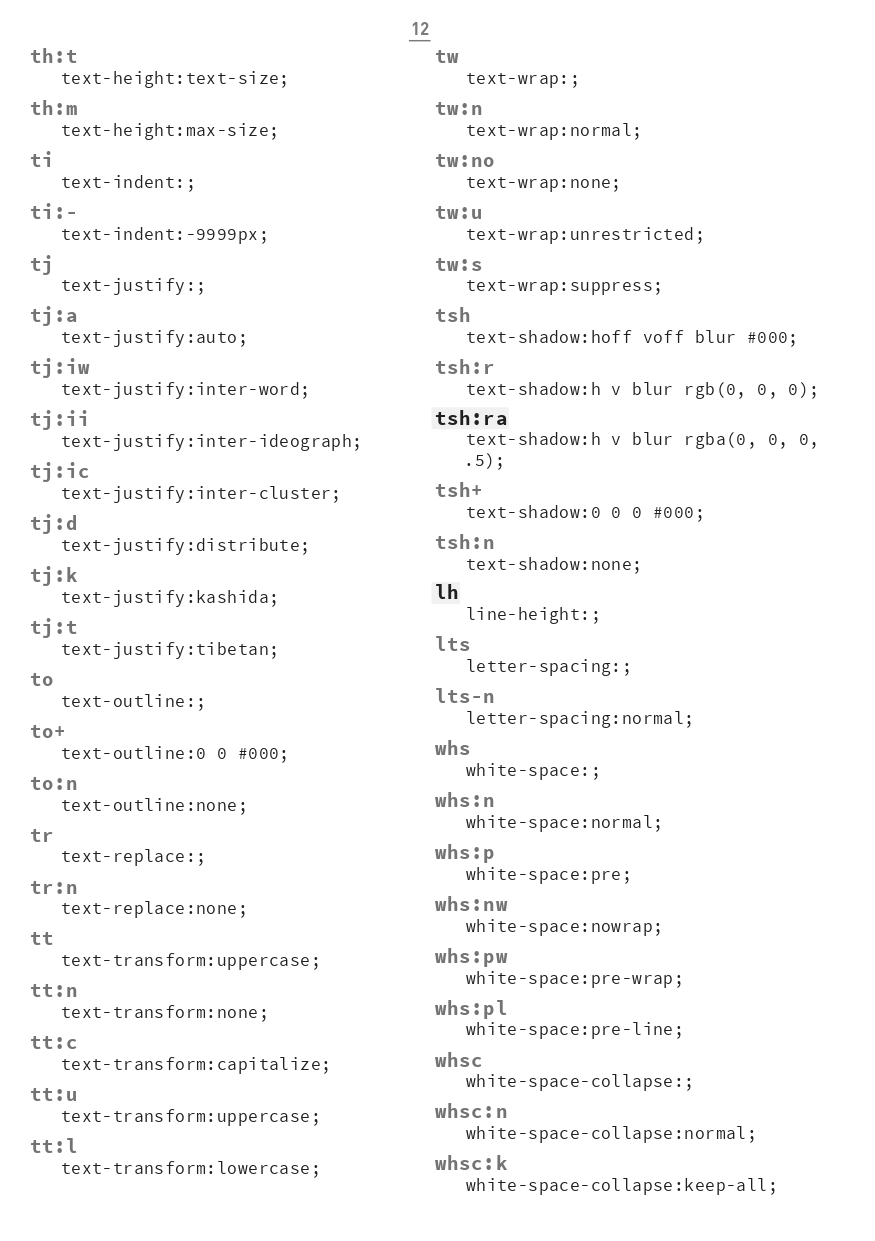 12
th:t
text-height:text-size;
th:m
text-height:max-size;
ti
text-indent:;
ti:-
text-indent:-9999px;
tj
text-justify:;
tj:a
text-justify:auto;
tj:iw
text-justify:inter-word;
tj:ii
text-justify:inter-ideograph;
tj:ic
text-justify:inter-cluster;
tj:d
text-justify:distribute;
tj:k
text-justify:kashida;
tj:t
text-justify:tibetan;
to
text-outline:;
to+
text-outline:0 0 #000;
to:n
text-outline:none;
tr
text-replace:;
tr:n
text-replace:none;
tt
text-transform:uppercase;
tt:n
text-transform:none;
tt:c
text-transform:capitalize;
tt:u
text-transform:uppercase;
tt:l
text-transform:lowercase;
tw
text-wrap:;
tw:n
text-wrap:normal;
tw:no
text-wrap:none;
tw:u
text-wrap:unrestricted;
tw:s
text-wrap:suppress;
tsh
text-shadow:hoff voff blur #000;
tsh:r
text-shadow:h v blur rgb(0, 0, 0);
tsh:ra
text-shadow:h v blur rgba(0, 0, 0,
.5);
tsh+
text-shadow:0 0 0 #000;
tsh:n
text-shadow:none;
lh
line-height:;
lts
letter-spacing:;
lts-n
letter-spacing:normal;
whs
white-space:;
whs:n
white-space:normal;
whs:p
white-space:pre;
whs:nw
white-space:nowrap;
whs:pw
white-space:pre-wrap;
whs:pl
white-space:pre-line;
whsc
white-space-collapse:;
whsc:n
white-space-collapse:normal;
whsc:k
white-space-collapse:keep-all;